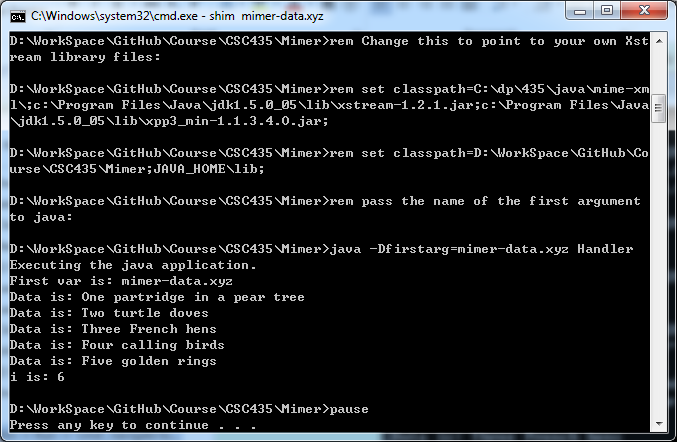 C:\Windows\system32\cmd.exe - shim  mimer-data.xyz
D:\WorkSpace\GitHub\Course\CSC435\Mimer>rem Change this to point to your own Xst
ream library files:
D:\WorkSpace\GitHub\Course\CSC435\Mimer>rem set classpath=C:\dp\435\java\mime-xm
l\;c:\Program Files\Java\jdk1.5.0_05\lib\xstream-1.2.1.jar;c:\Program Files\Java
\jdk1.5.0_05\lib\xpp3_min-1.1.3.4.O.jar;
D:\WorkSpace\GitHub\Course\CSC435\Mimer>rem set classpath=D:\WorkSpace\GitHub\Co
urse\CSC435\Mimer;JAVA_HOME\lib;
D:\WorkSpace\GitHub\Course\CSC435\Mimer>rem pass the name of the first argument
to java:
D:\WorkSpace\GitHub\Course\CSC435\Mimer>java -Dfirstarg=mimer-data.xyz Handler
Executing the java application.
First var is: mimer-data.xyz
Data is: One partridge in a pear tree
Data is: Two turtle doves
Data is: Three French hens
Data is: Four calling birds
Data is: Five golden rings
i is: 6
D:\WorkSpace\GitHub\Course\CSC435\Mimer>pause
Press any key to continue . . .